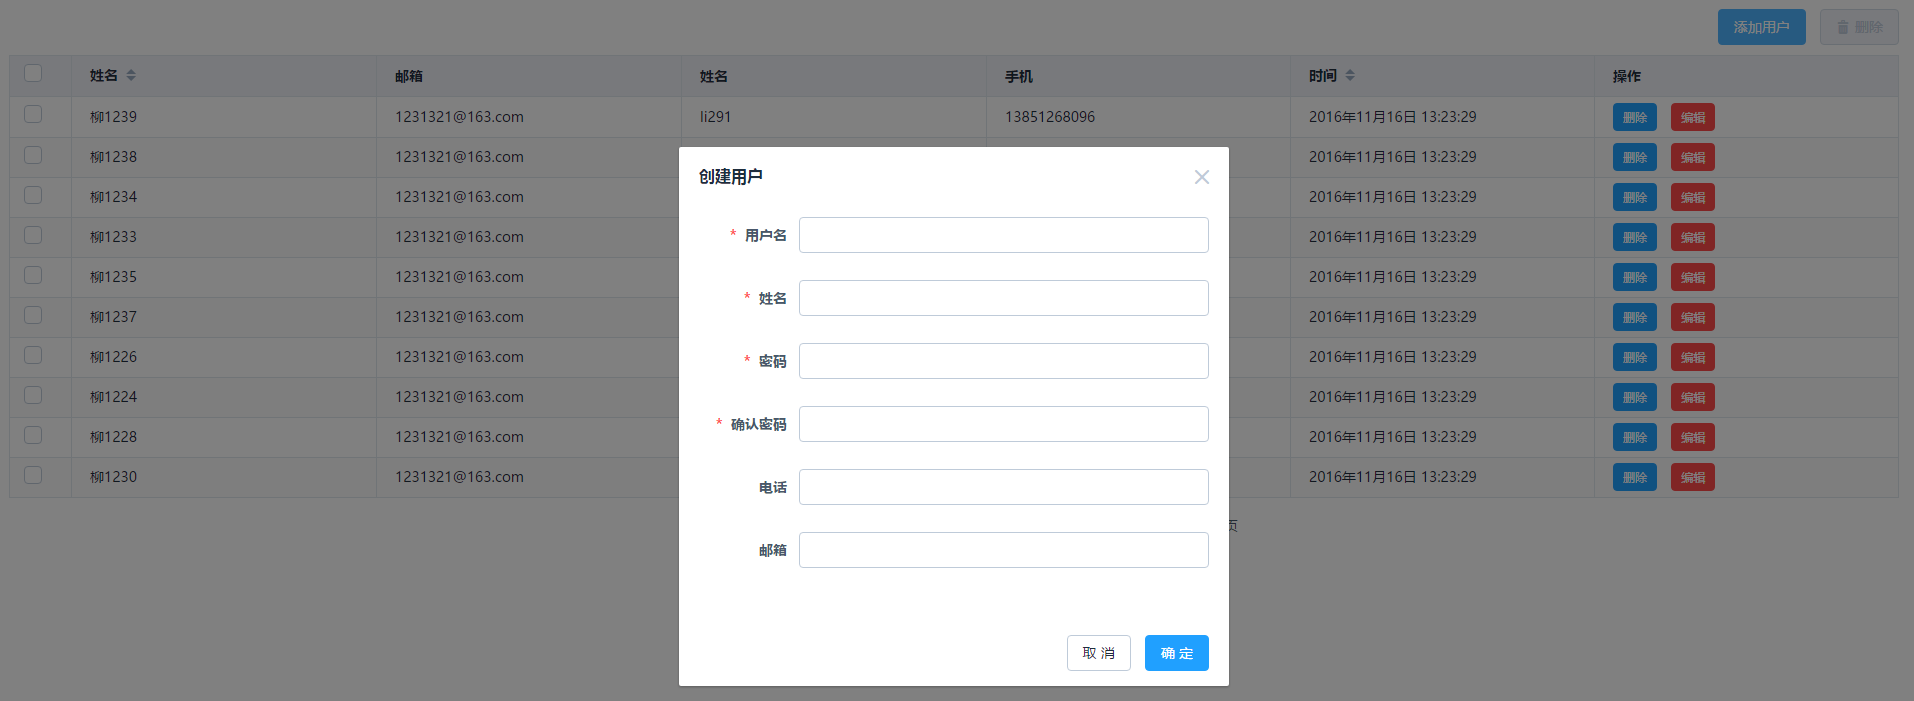 添加用户 删除
姓名 邮箱 姓名 手机 时间 操作
柳1239 1231321@163.com li291 13851268096 2016年11月16日 13:23:29 删除 编辑
柳1238 1231321@163.com 2016年11月16日 13:23:29 删除 编辑
柳1234 1231321@163.com 2016年11月16日 13:23:29 删除 编辑
柳1233 1231321@163.com 2016年11月16日 13:23:29 删除 编辑
柳1235 1231321@163.com 2016年11月16日 13:23:29 删除 编辑
柳1237 1231321@163.com 2016年11月16日 13:23:29 删除 编辑
柳1226 1231321@163.com 2016年11月16日 13:23:29 删除 编辑
柳1224 1231321@163.com 2016年11月16日 13:23:29 删除 编辑
柳1228 1231321@163.com 2016年11月16日 13:23:29 删除 编辑
柳1230 1231321@163.com 2016年11月16日 13:23:29 删除 编辑
页
创建用户
* 用户名
* 姓名
* 密码
* 确认密码
电话
邮箱
取 消 确 定